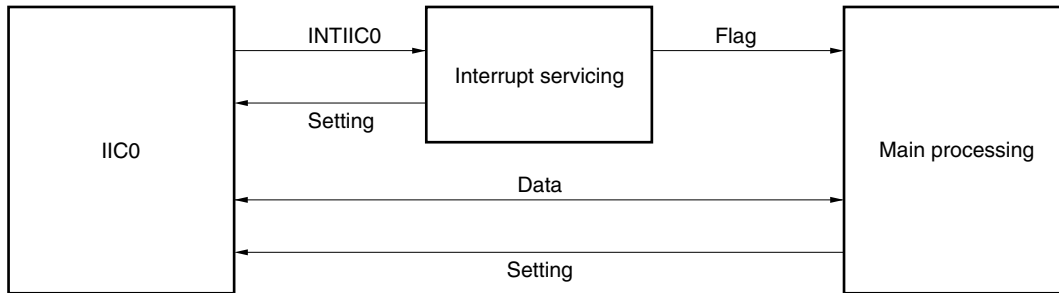 INTIIC0
Flag
Interrupt servicing
Setting
IIC0
Main processing
Data
Setting